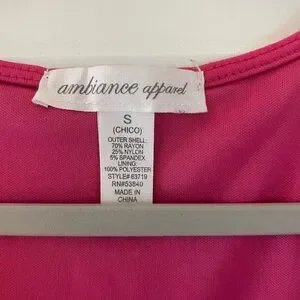 ambiance apparel
S
(CHICO)
OUTER SHELL:
70% RAYON
25% NYLON
5% SPANDEX
LINING:
100% POLYESTER
STYLE# 63719
RN#53840
MADE IN
CHINA